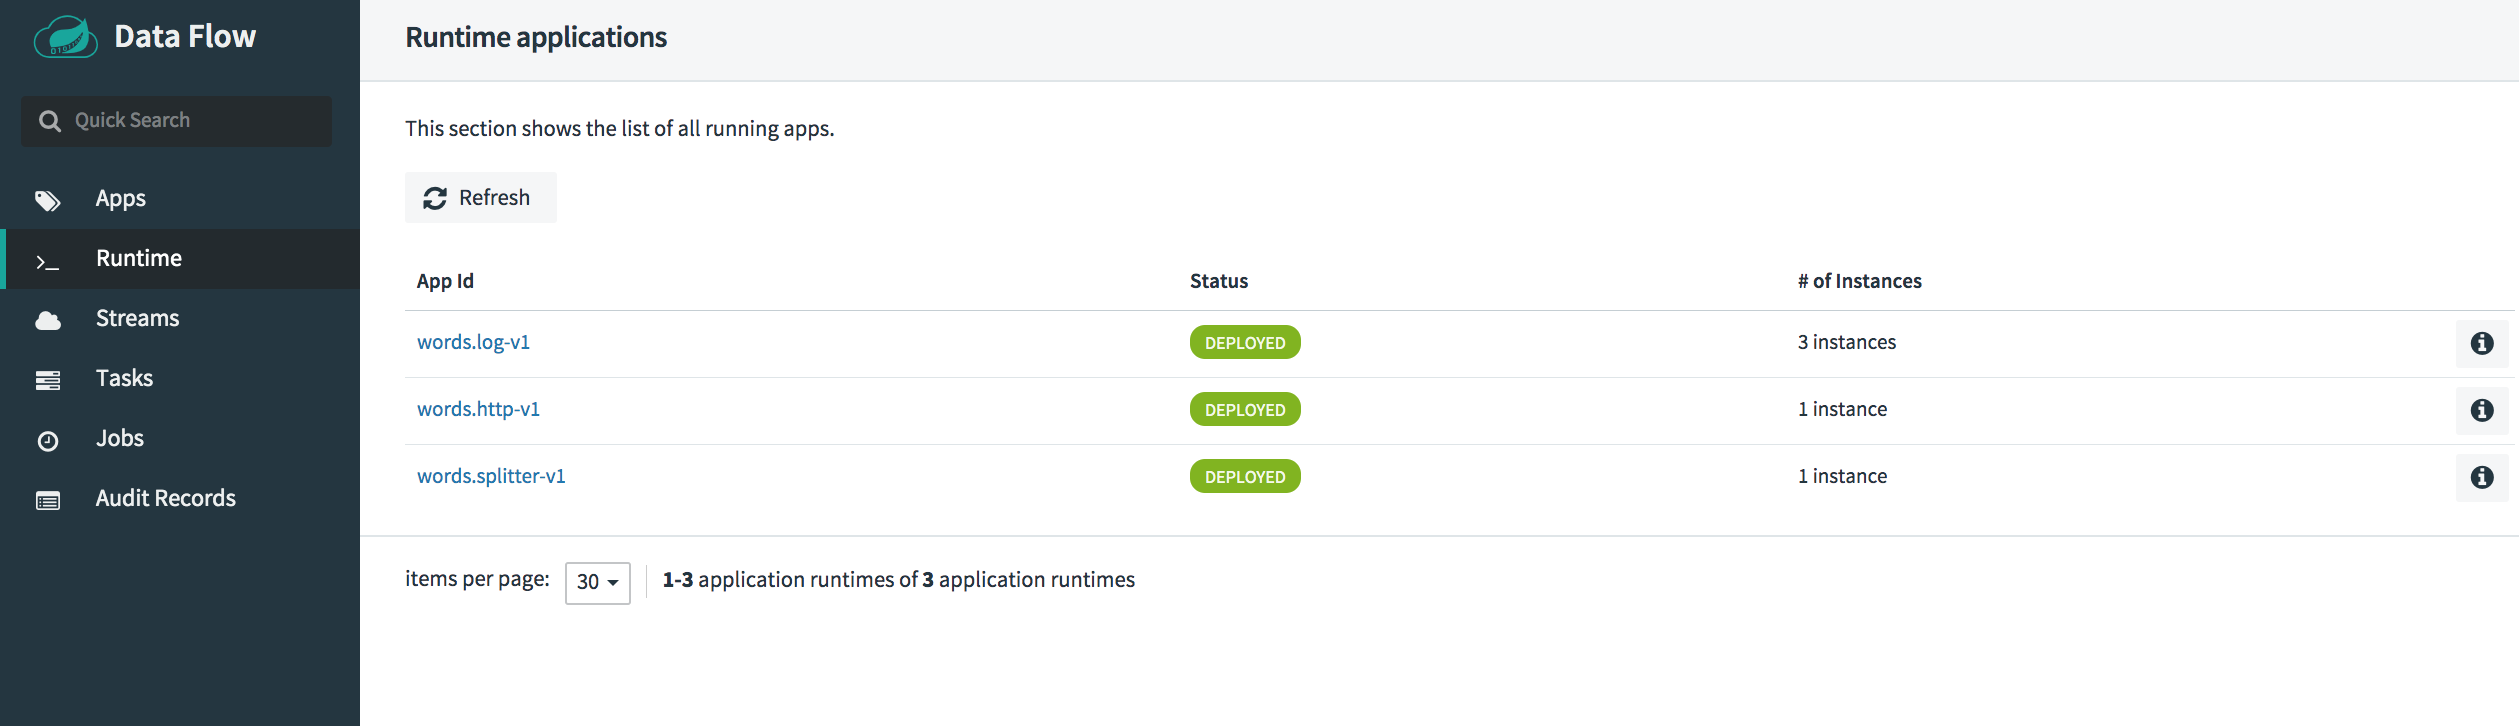 Data Flow
Quick Search
Apps
Runtime
Streams
Tasks
Jobs
Audit Records
Runtime applications
This section shows the list of all running apps.
Refresh
App Id Status # of Instances
words.log-v1 DEPLOYED 3 instances
words.http-v1 DEPLOYED 1 instance
words.splitter-v1 DEPLOYED 1 instance
items per page: 30 1-3 application runtimes of 3 application runtimes